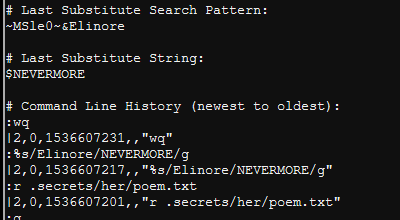 # Last Substitute Search Pattern:
~MSle0~&Elinore
# Last Substitute String:
$NEVERMORE
# Command Line History (newest to oldest):
:wq
|2,0,1536607231,,"wq"
:%s/Elinore/NEVERMORE/g
|2,0,1536607217,,"%s/Elinore/NEVERMORE/g"
:r .secrets/her/poem.txt
|2,0,1536607201,,"r .secrets/her/poem.txt"